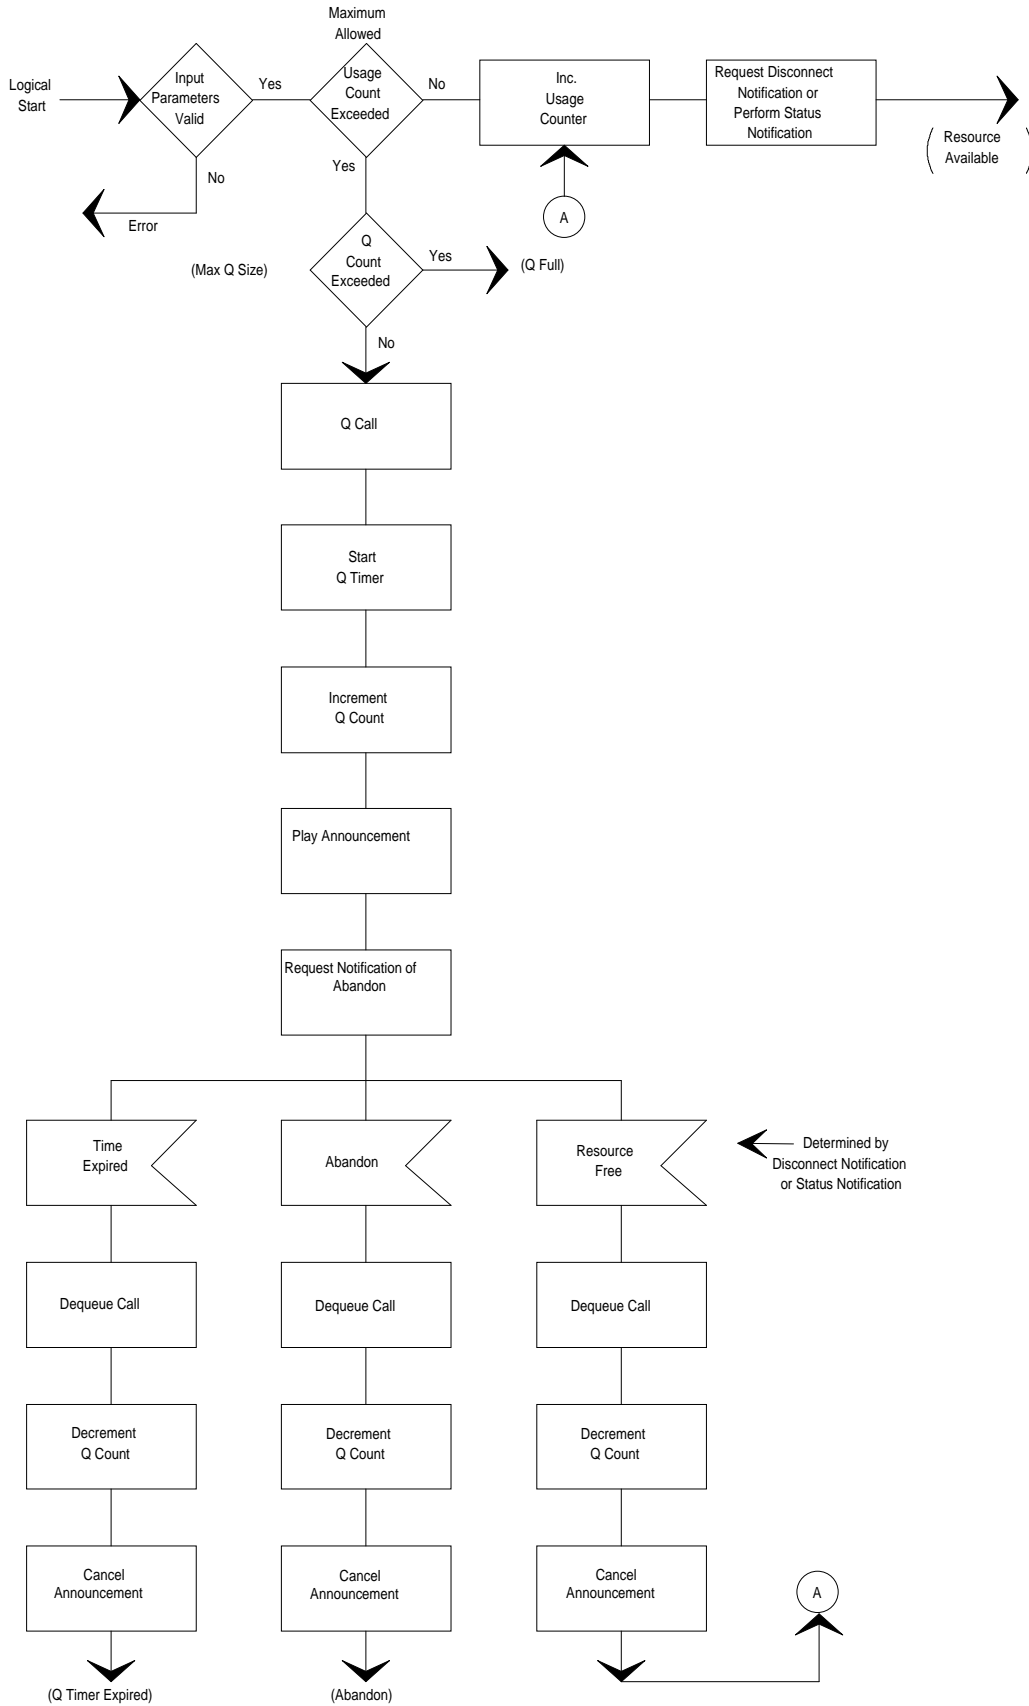 Maximum
Allowed
Logical
Start
Input
Parameters
Valid
Yes
Usage
Count
Exceeded
No
Inc.
Usage
Counter
Request Disconnect
Notification or
Perform Status
Notification
( Resource )
Available
No
Error
Yes
A
(Max Q Size)
Q
Count
Exceeded
Yes
(Q Full)
No
Q Call
Start
Q Timer
Increment
Q Count
Play Announcement
Request Notification of
Abandon
Time
Expired
Abandon
Resource
Free
Determined by
Disconnect Notification
or Status Notification
Dequeue Call
Dequeue Call
Dequeue Call
Decrement
Q Count
Decrement
Q Count
Decrement
Q Count
Cancel
Announcement
Cancel
Announcement
Cancel
Announcement
A
(Q Timer Expired)
(Abandon)